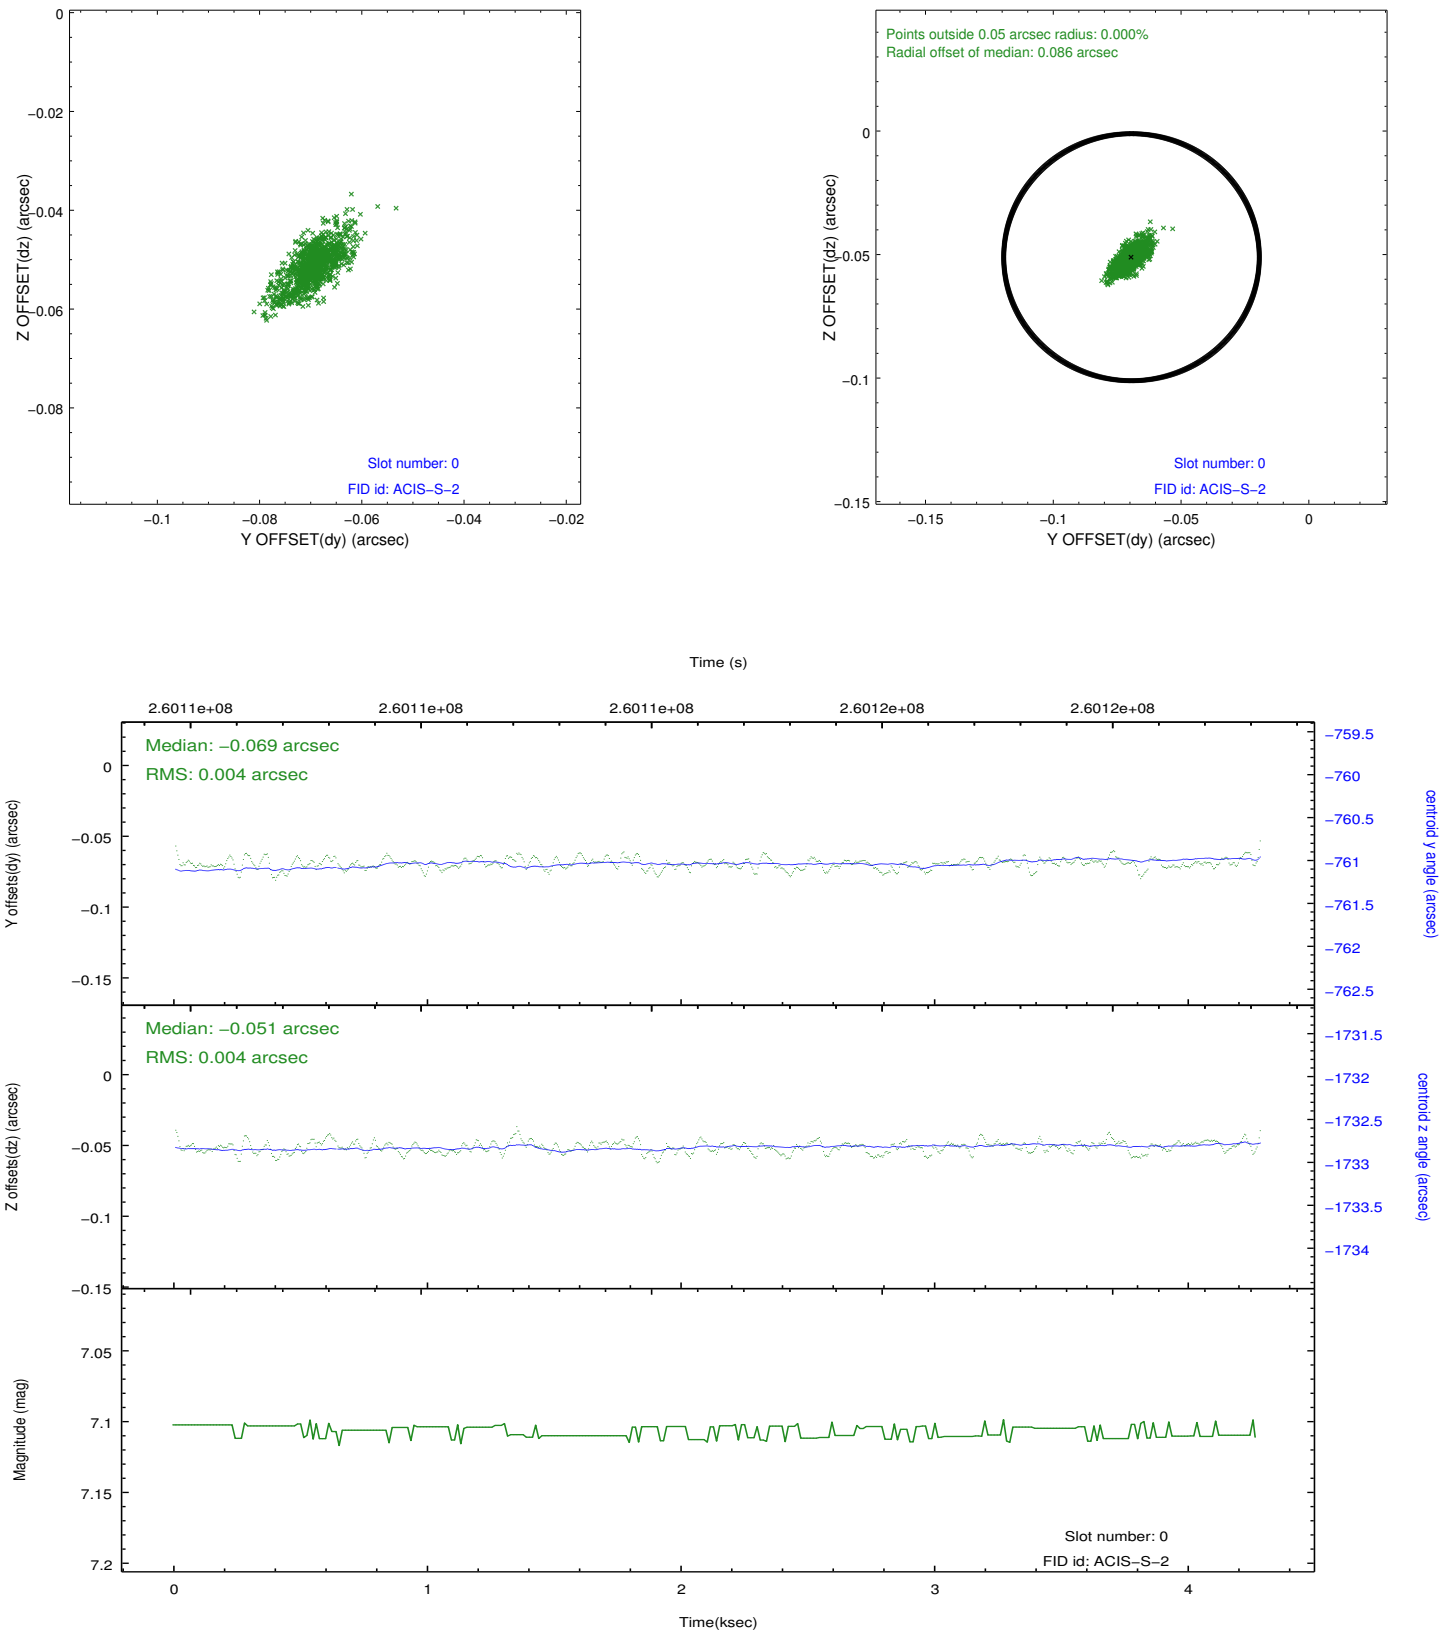 0
−0.02
−0.04
−0.06
−0.08
Z OFFSET(dz) (arcsec)
Slot number: 0
FID id: ACIS−S−2
−0.1
−0.08
−0.06
−0.04
−0.02
Y OFFSET(dy) (arcsec)
Points outside 0.05 arcsec radius: 0.000%
Radial offset of median: 0.086 arcsec
0
−0.05
−0.1
−0.15
Z OFFSET(dz) (arcsec)
Slot number: 0
FID id: ACIS−S−2
−0.15
−0.1
−0.05
0
Y OFFSET(dy) (arcsec)
Time (s)
2.6011e+08
2.6011e+08
2.6011e+08
2.6012e+08
2.6012e+08
Median: −0.069 arcsec
RMS: 0.004 arcsec
0
−0.05
−0.1
−0.15
Y offsets(dy) (arcsec)
−759.5
−760
−760.5
−761
−761.5
−762
−762.5
centroid y angle (arcsec)
Median: −0.051 arcsec
RMS: 0.004 arcsec
0
−0.05
−0.1
−0.15
Z offsets(dz) (arcsec)
−1731.5
−1732
−1732.5
−1733
−1733.5
−1734
centroid z angle (arcsec)
7.05
7.1
7.15
7.2
Magnitude (mag)
Slot number: 0
FID id: ACIS−S−2
0
1
2
3
4
Time(ksec)